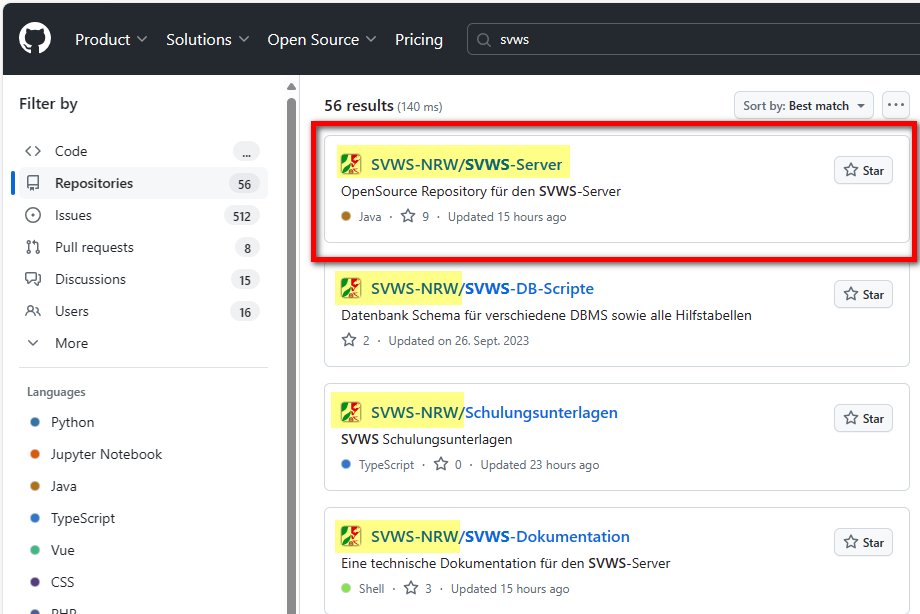 Product Solutions Open Source Pricing svws
Filter by
Code ...
Repositories 56
Issues 512
Pull requests 8
Discussions 15
Users 16
More
Languages
Python
Jupyter Notebook
Java
TypeScript
Vue
CSS
PHP
56 results (140 ms) Sort by: Best match ...
SVWS-NRW/SVWS-Server Star
OpenSource Repository für den SVWS-Server
Java · 9 · Updated 15 hours ago
SVWS-NRW/SVWS-DB-Scripte Star
Datenbank Schema für verschiedene DBMS sowie alle Hilfstabellen
2 · Updated on 26. Sept. 2023
SVWS-NRW/Schulungsunterlagen Star
SVWS Schulungsunterlagen
TypeScript · 0 · Updated 23 hours ago
SVWS-NRW/SVWS-Dokumentation Star
Eine technische Dokumentation für den SVWS-Server
Shell · 3 · Updated 15 hours ago